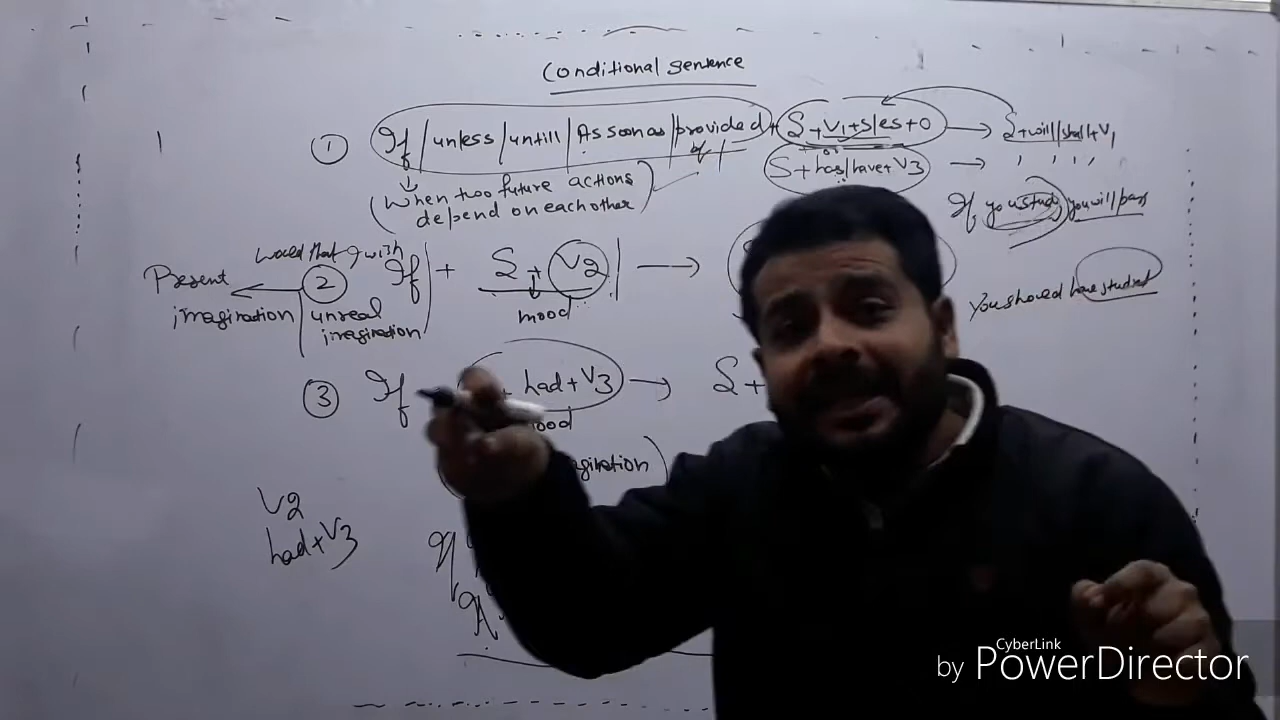 Conditional sentence
① If/unless/untill/As soon as/provided + S+V1+s/es+o → S+will/shall+V1
or
S+has/have+V3 → , , , ,
(When two future actions
depend on each other)
If you study, you will pass
would that I wish
Present ← ② If + S + V2 →
imagination unreal mood
imagination
You should have studied
③ If + had+V3 → S+
mood
V2
had+V3
CyberLink
by PowerDirector